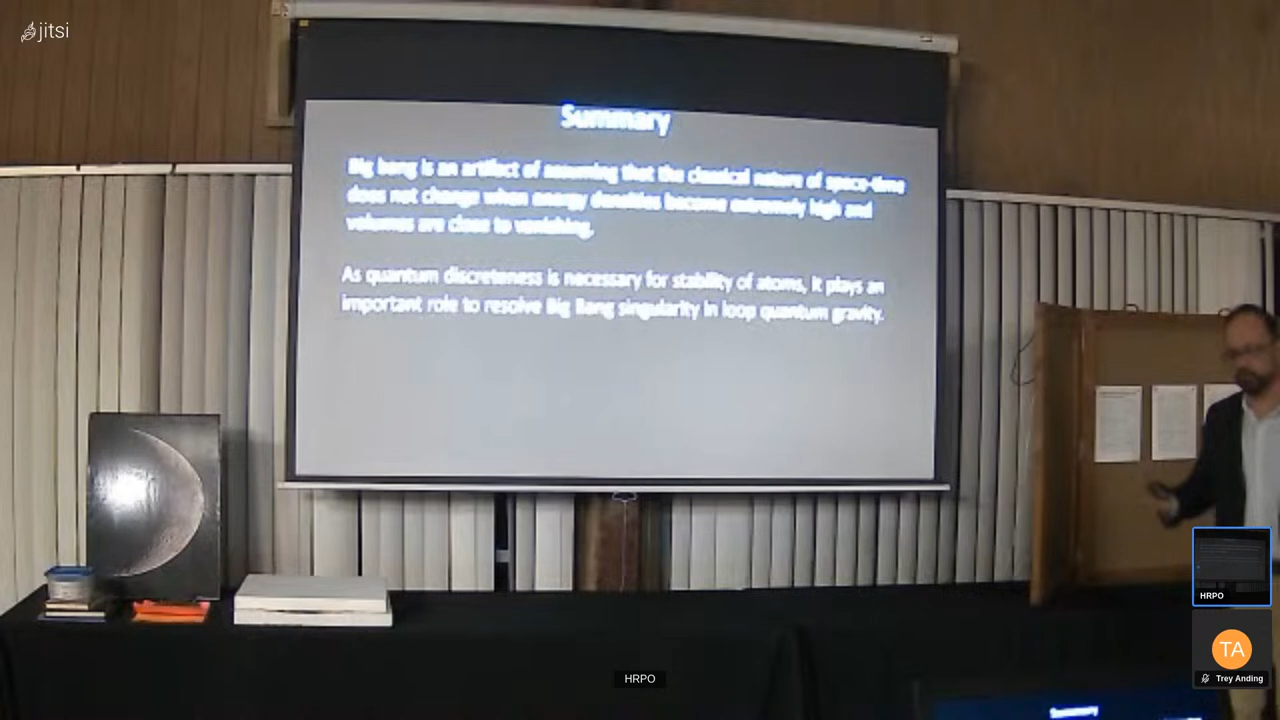 jitsi
Summary
Big bang is an artifact of assuming that the classical nature of space-time
does not change when energy densities become extremely high and
volumes are close to vanishing.
As quantum discreteness is necessary for stability of atoms, it plays an
important role to resolve Big Bang singularity in loop quantum gravity.
HRPO
TA
Trey Anding
HRPO
Summary